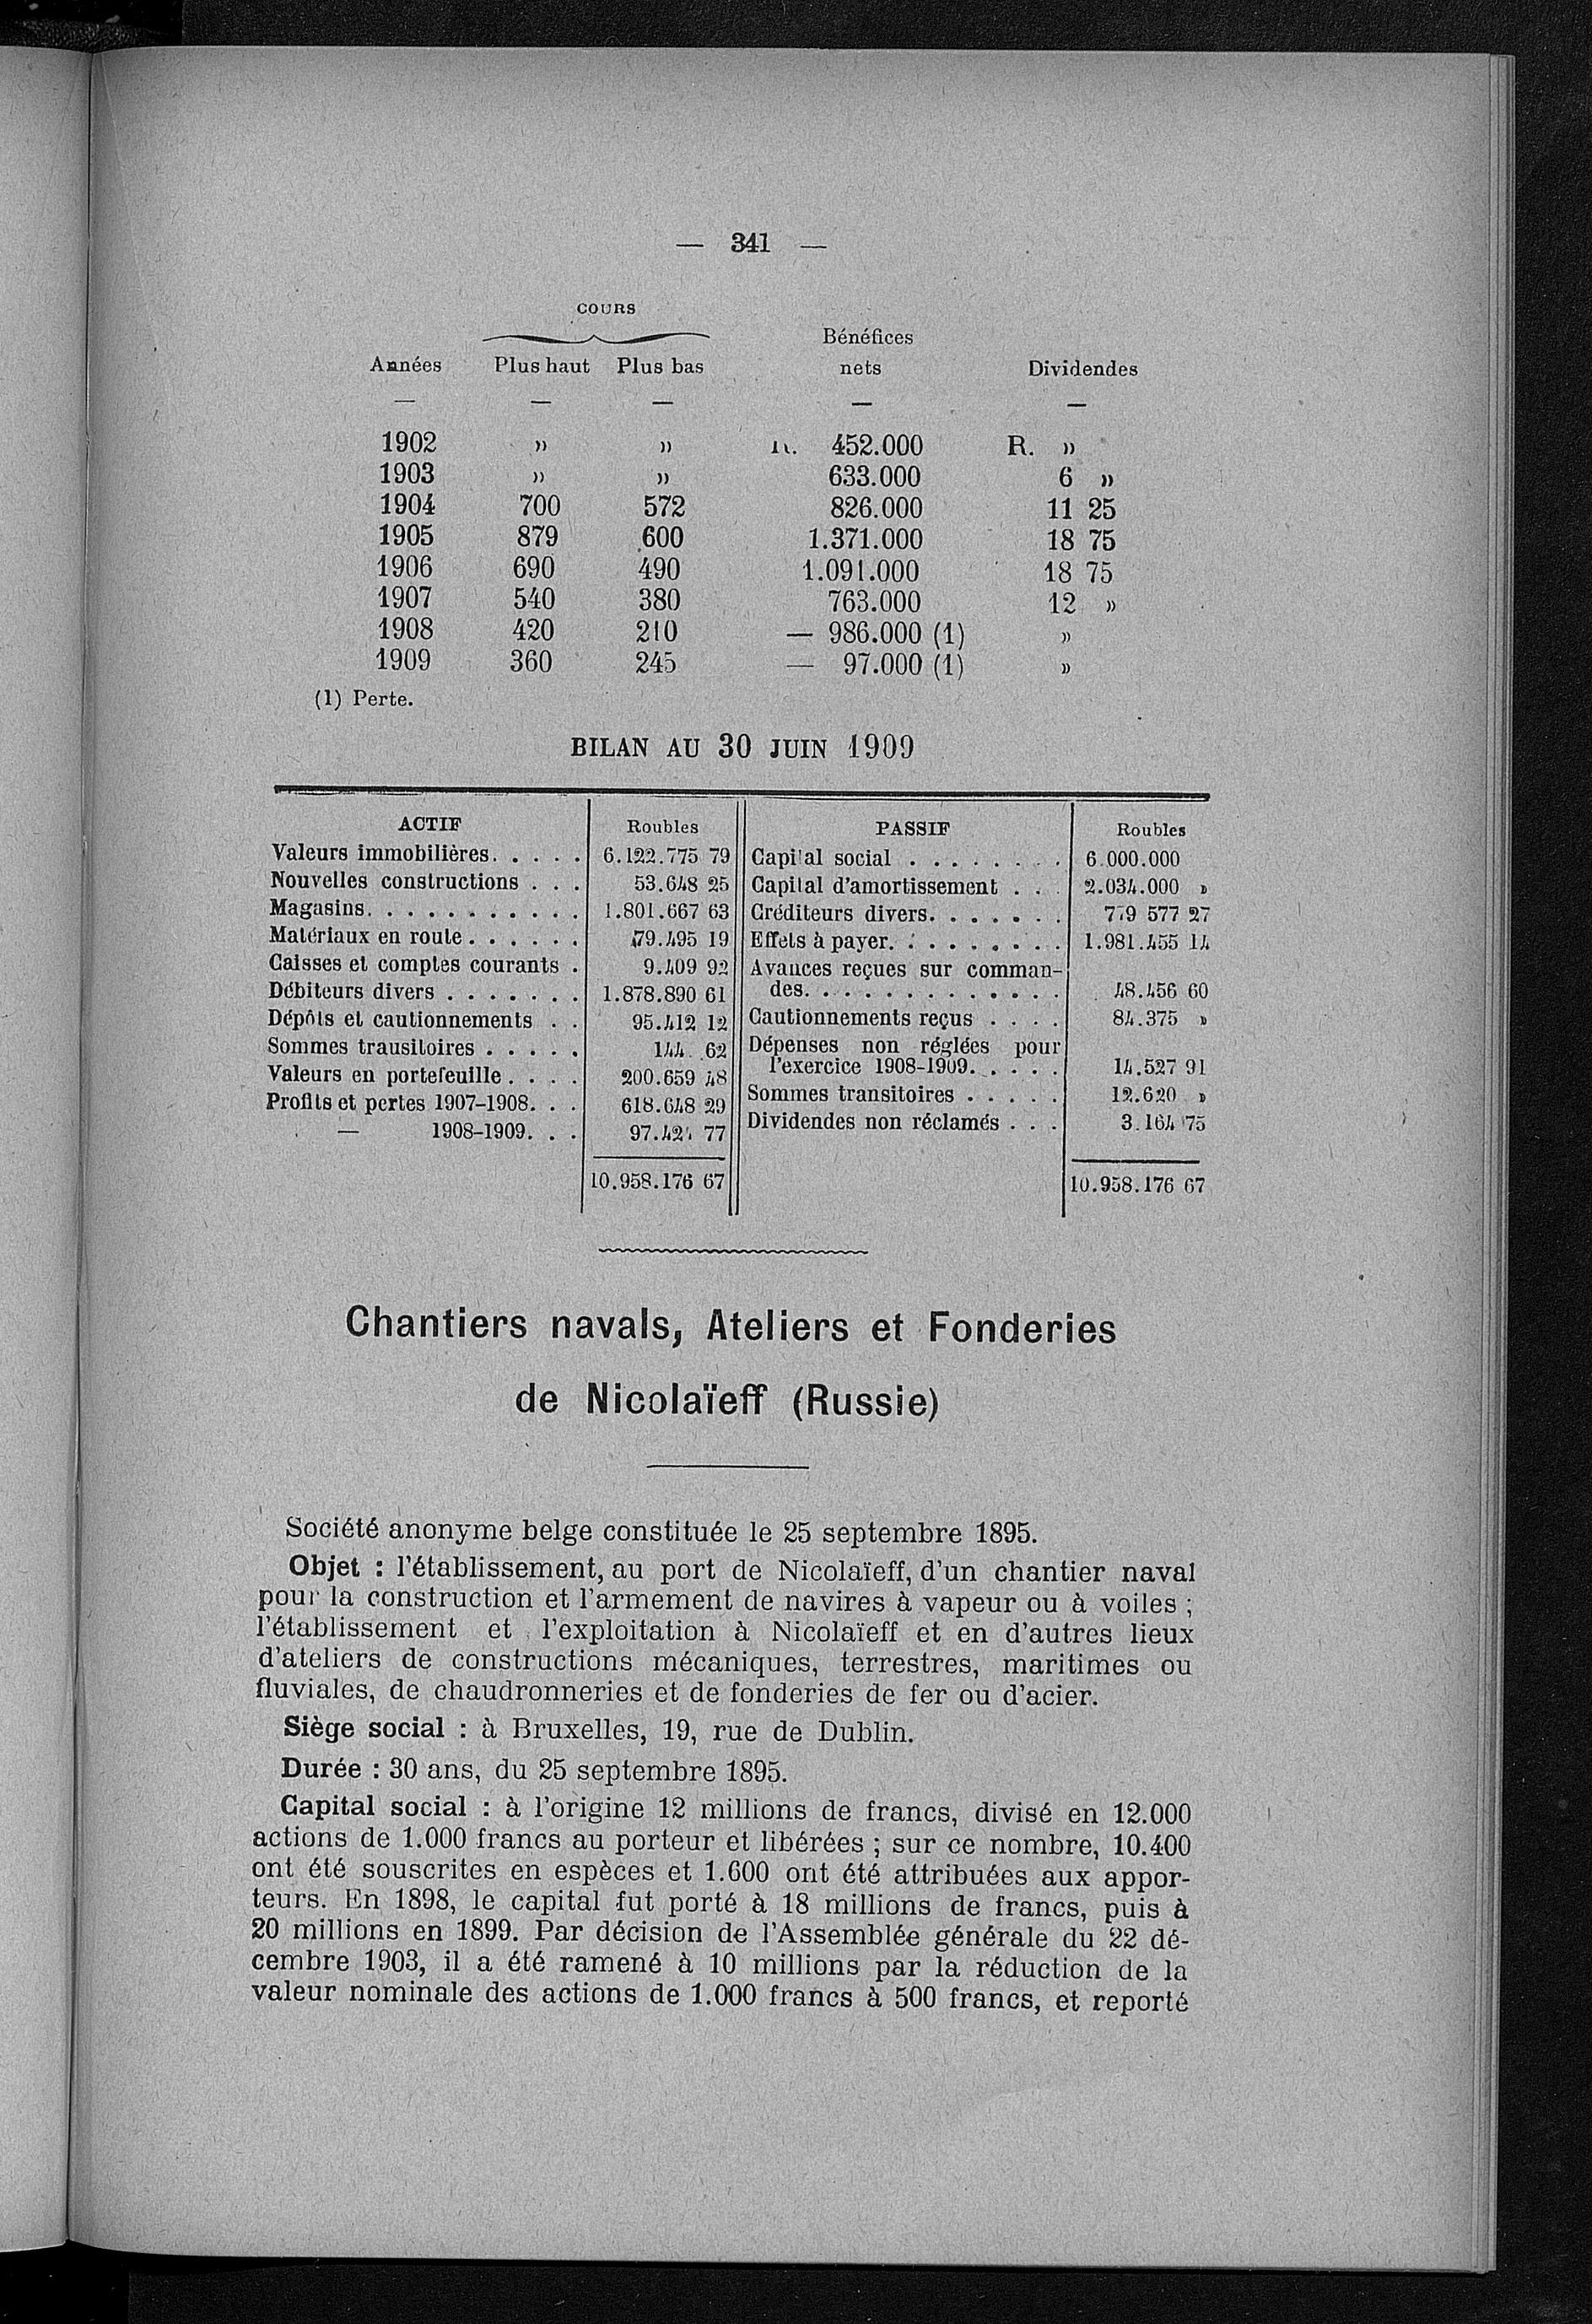 — 341 —
COURS
Années Plus haut Plus bas Bénéfices nets Dividendes
— — — — —
1902 » » R. 452.000 R. »
1903 » » 633.000 6 »
1904 700 572 826.000 11 25
1905 879 600 1.371.000 18 75
1906 690 490 1.091.000 18 75
1907 540 380 763.000 12 »
1908 420 210 — 986.000 (1) »
1909 360 245 — 97.000 (1) »
(1) Perte.
BILAN AU 30 JUIN 1909
ACTIF Roubles
Valeurs immobilières. . . . . 6.122.775 79
Nouvelles constructions . . . 53.648 25
Magasins. . . . . . . . . . . 1.801.667 63
Matériaux en route . . . . . . 79.495 19
Caisses et comptes courants . 9.409 92
Débiteurs divers . . . . . . . 1.878.890 61
Dépôts et cautionnements . . 95.412 12
Sommes transitoires . . . . . 144 62
Valeurs en portefeuille . . . . 200.659 48
Profits et pertes 1907-1908. . . 618.648 29
— 1908-1909. . . 97.424 77
10.958.176 67
PASSIF Roubles
Capital social . . . . . . . . 6.000.000
Capital d'amortissement . . . 2.034.000 »
Créditeurs divers. . . . . . . 779 577 27
Effets à payer. . . . . . . . . 1.981.455 14
Avances reçues sur comman-
des. . . . . . . . . . . . . 48.456 60
Cautionnements reçus . . . . 84.375 »
Dépenses non réglées pour
l'exercice 1908-1909. . . . . 14.527 91
Sommes transitoires . . . . . 12.620 »
Dividendes non réclamés . . . 3.164 75
10.958.176 67
Chantiers navals, Ateliers et Fonderies
de Nicolaïeff (Russie)
Société anonyme belge constituée le 25 septembre 1895.
Objet : l'établissement, au port de Nicolaïeff, d'un chantier naval
pour la construction et l'armement de navires à vapeur ou à voiles ;
l'établissement et l'exploitation à Nicolaïeff et en d'autres lieux
d'ateliers de constructions mécaniques, terrestres, maritimes ou
fluviales, de chaudronneries et de fonderies de fer ou d'acier.
Siège social : à Bruxelles, 19, rue de Dublin.
Durée : 30 ans, du 25 septembre 1895.
Capital social : à l'origine 12 millions de francs, divisé en 12.000
actions de 1.000 francs au porteur et libérées ; sur ce nombre, 10.400
ont été souscrites en espèces et 1.600 ont été attribuées aux appor-
teurs. En 1898, le capital fut porté à 18 millions de francs, puis à
20 millions en 1899. Par décision de l'Assemblée générale du 22 dé-
cembre 1903, il a été ramené à 10 millions par la réduction de la
valeur nominale des actions de 1.000 francs à 500 francs, et reporté